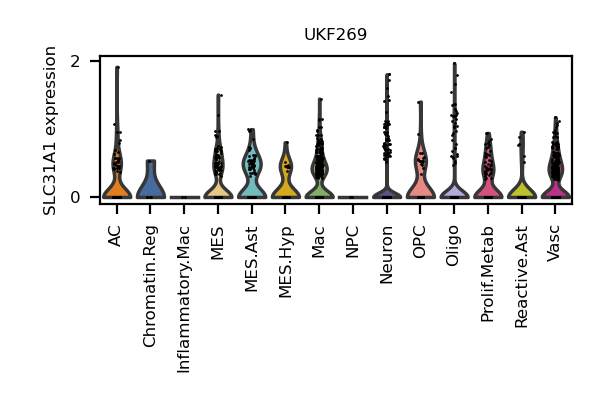 UKF269
SLC31A1 expression
2
0
AC
Chromatin.Reg
Inflammatory.Mac
MES
MES.Ast
MES.Hyp
Mac
NPC
Neuron
OPC
Oligo
Prolif.Metab
Reactive.Ast
Vasc